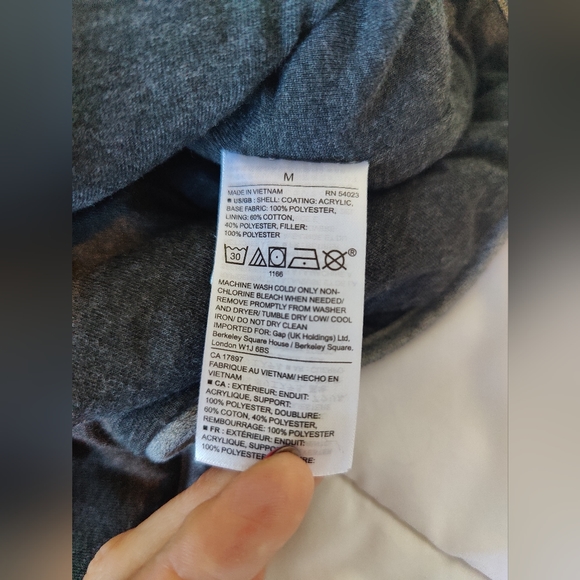 M
MADE IN VIETNAM RN 54023
■ US/GB : SHELL: COATING: ACRYLIC,
BASE FABRIC: 100% POLYESTER,
LINING: 60% COTTON,
40% POLYESTER, FILLER:
100% POLYESTER
30 ®
1166
MACHINE WASH COLD/ ONLY NON-
CHLORINE BLEACH WHEN NEEDED/
REMOVE PROMPTLY FROM WASHER
AND DRYER/ TUMBLE DRY LOW/ COOL
IRON/ DO NOT DRY CLEAN
IMPORTED FOR: Gap (UK Holdings) Ltd,
Berkeley Square House / Berkeley Square,
London W1J 6BS
CA 17897
FABRIQUE AU VIETNAM/ HECHO EN
VIETNAM
■ CA : EXTÉRIEUR: ENDUIT:
ACRYLIQUE, SUPPORT:
100% POLYESTER, DOUBLURE:
60% COTON, 40% POLYESTER,
REMBOURRAGE: 100% POLYESTER
■ FR : EXTÉRIEUR: ENDUIT:
ACRYLIQUE, SUPPORT:
100% POLYESTER